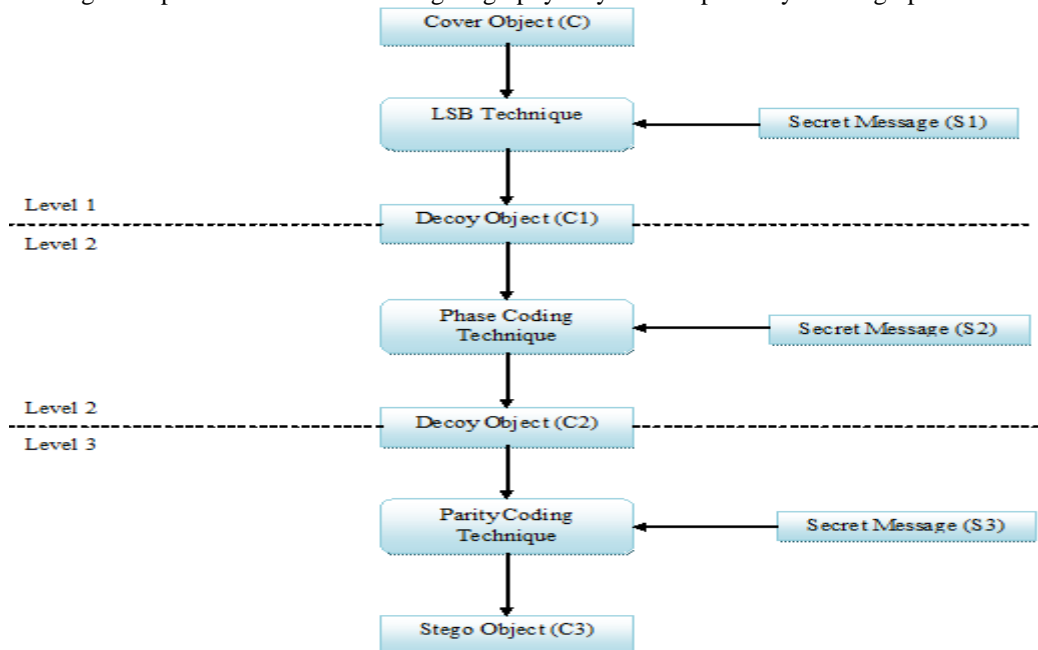 Cover Object (C)
LSB Technique
Secret Message (S1)
Level 1
Decoy Object (C1)
Level 2
Phase Coding
Technique
Secret Message (S2)
Level 2
Decoy Object (C2)
Level 3
Parity Coding
Technique
Secret Message (S3)
Stego Object (C3)